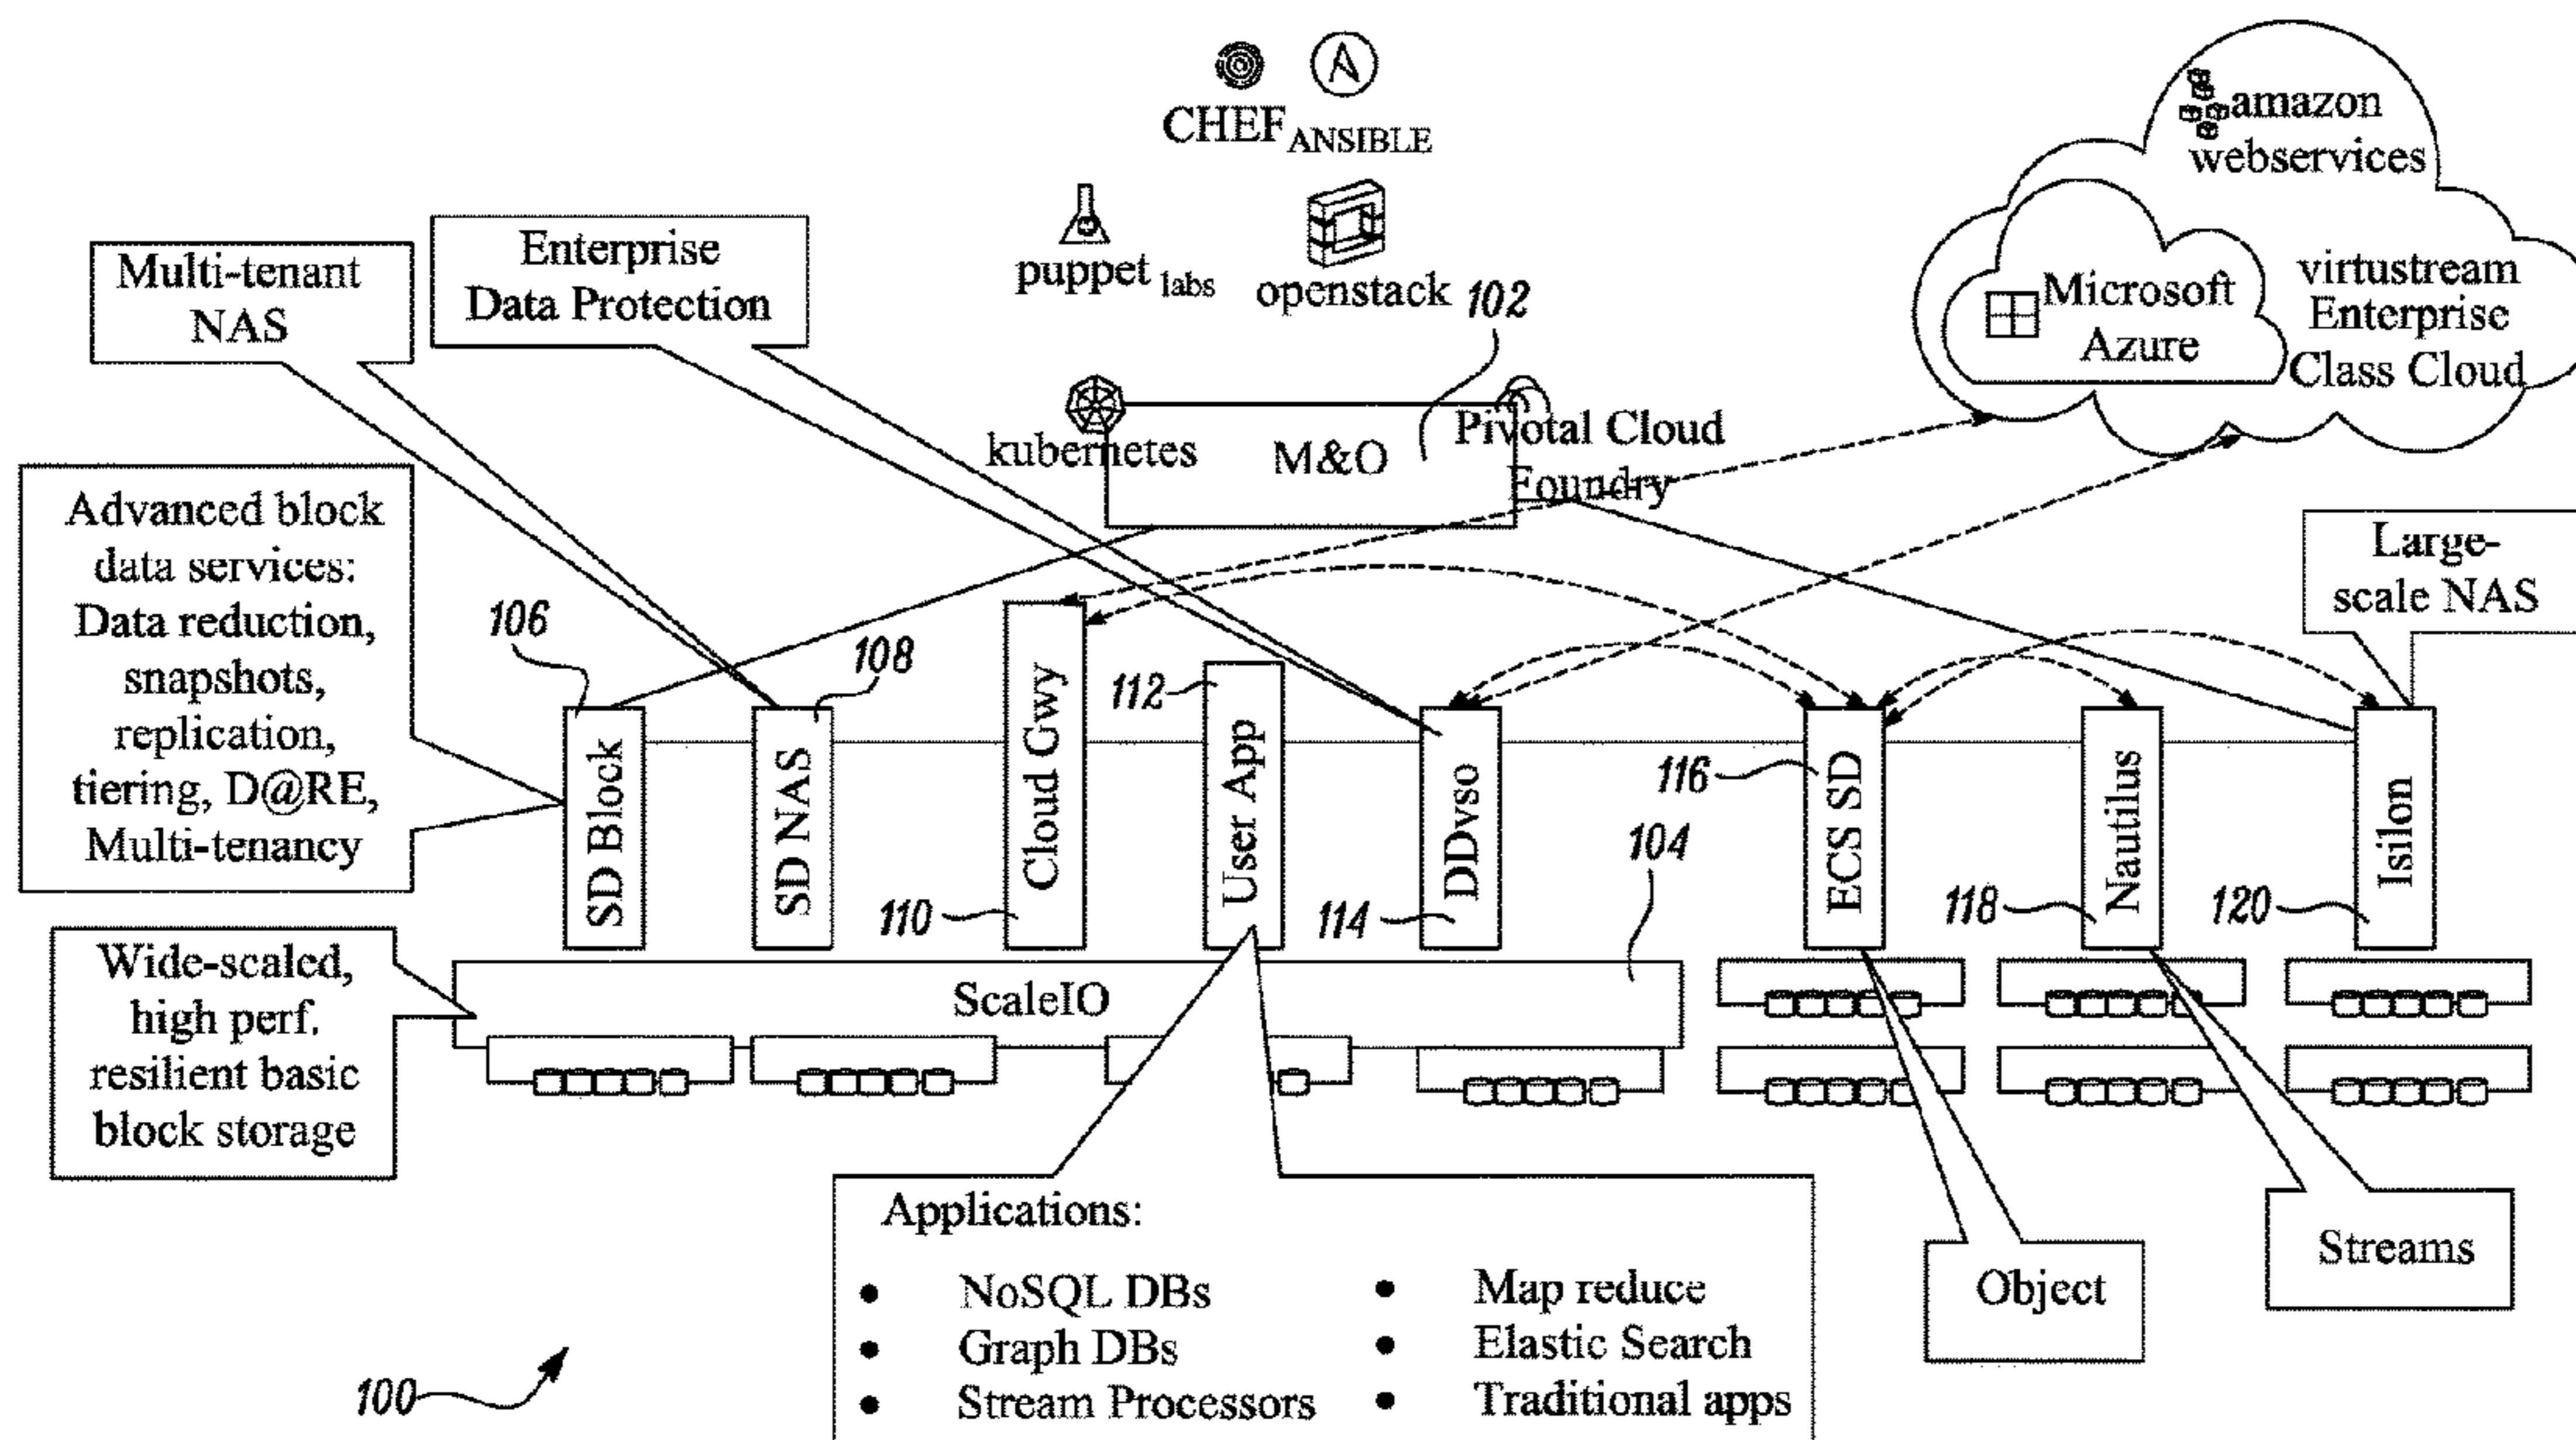 CHEF
ANSIBLE
puppet labs
openstack
102
amazon
webservices
Microsoft
Azure
virtustream
Enterprise
Class Cloud
Multi-tenant
NAS
Enterprise
Data Protection
kubernetes
M&O
Pivotal Cloud
Foundry
Advanced block
data services:
Data reduction,
snapshots,
replication,
tiering, D@RE,
Multi-tenancy
Large-
scale NAS
106
SD Block
108
SD NAS
110
Cloud Gwy
112
User App
114
DDvso
116
ECS SD
118
Nautilus
120
Isilon
104
ScaleIO
Wide-scaled,
high perf.
resilient basic
block storage
Applications:
• NoSQL DBs
• Graph DBs
• Stream Processors
• Map reduce
• Elastic Search
• Traditional apps
Object
Streams
100